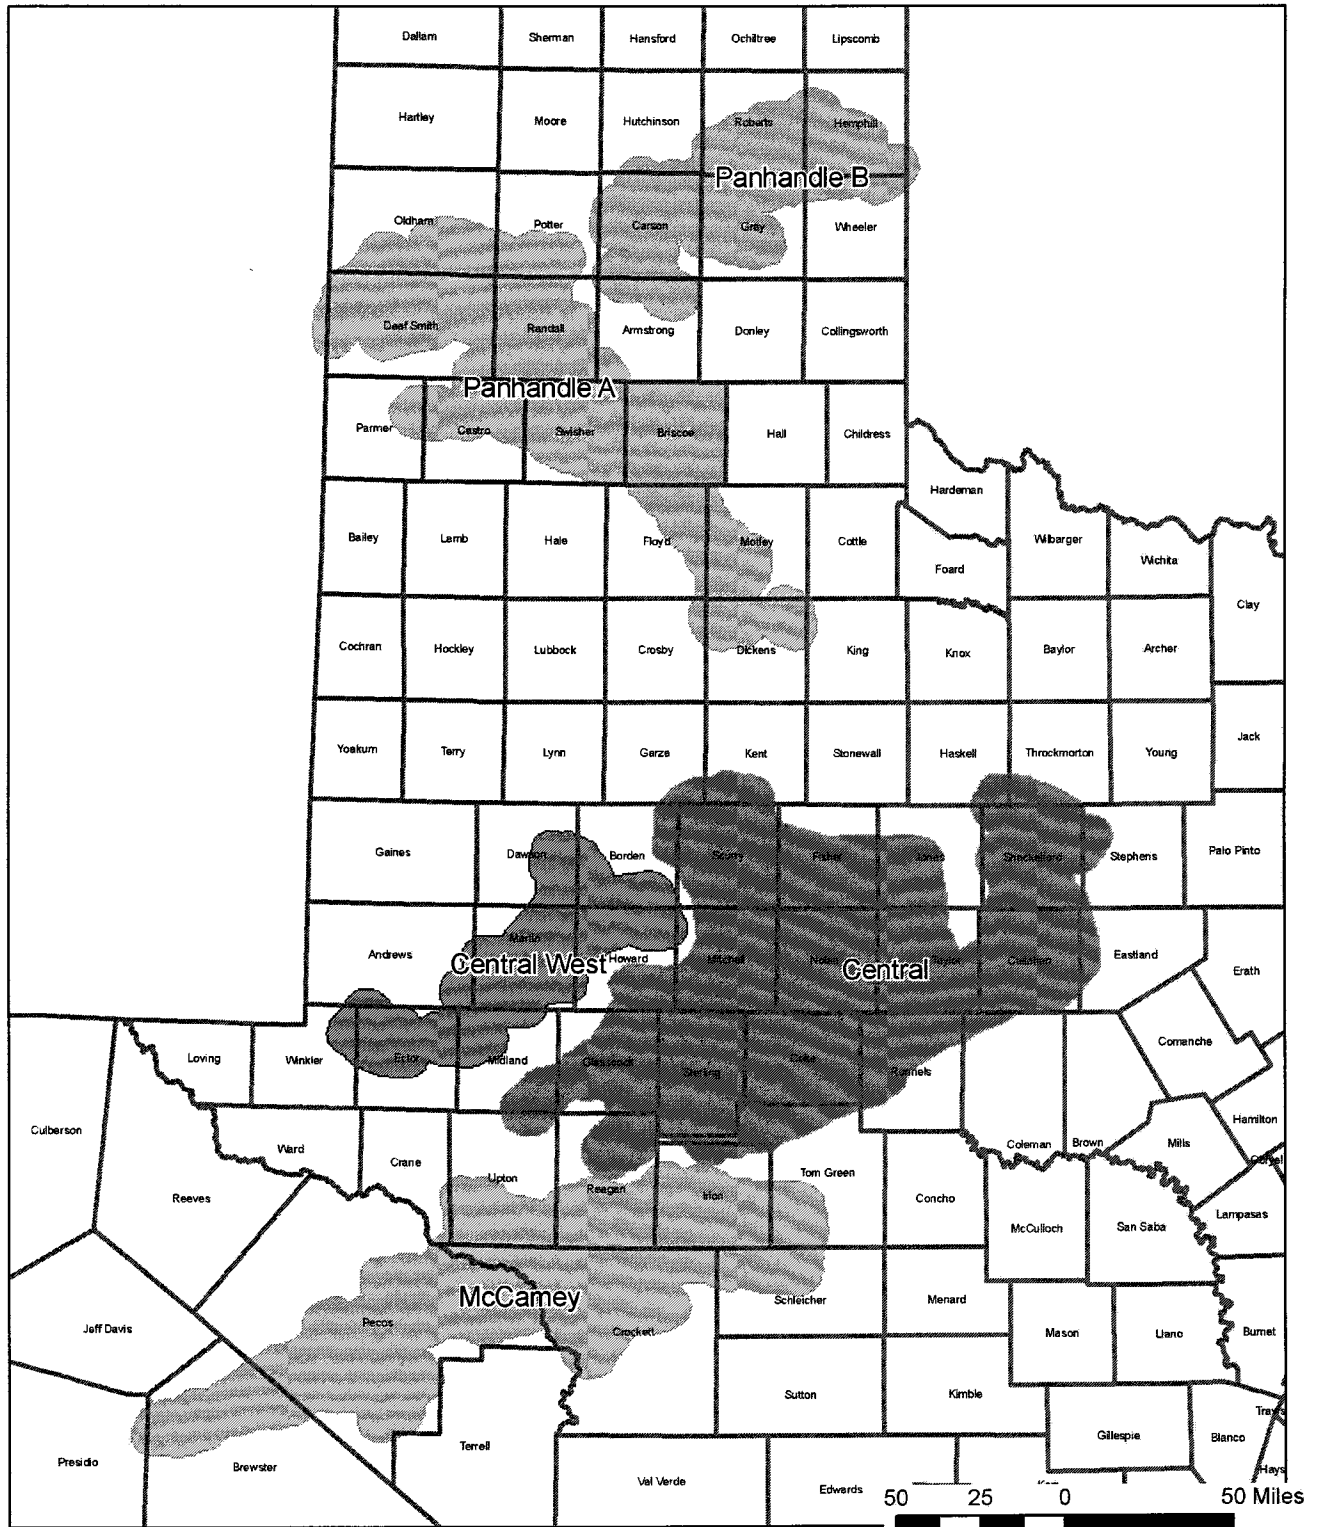 Dallam Sherman Hansford Ochiltree Lipscomb
Hartley Moore Hutchinson Roberts Hemphill
Panhandle B
Oldham Potter Carson Gray Wheeler
Deaf Smith Randall Armstrong Donley Collingsworth
Panhandle A
Parmer Castro Swisher Briscoe Hall Childress
Hardeman
Bailey Lamb Hale Floyd Motley Cottle Foard Wilbarger Wichita
Clay
Cochran Hockley Lubbock Crosby Dickens King Knox Baylor Archer
Yoakum Terry Lynn Garza Kent Stonewall Haskell Throckmorton Young Jack
Gaines Dawson Borden Scurry Fisher Jones Shackelford Stephens Palo Pinto
Andrews Martin Howard Mitchell Nolan Taylor Callahan Eastland Erath
Central West Central
Loving Winkler Ector Midland Glasscock Sterling Coke Runnels Comanche
Culberson Ward Crane Coleman Brown Mills Hamilton
Coryel
Reeves Upton Reagan Irion Tom Green Concho McCulloch San Saba Lampasas
McCamey
Jeff Davis Pecos Crockett Schleicher Menard Mason Llano Burnet
Sutton Kimble
Travis
Presidio Brewster Terrell Gillespie Blanco
Hays
Val Verde Edwards
50 25 0 50 Miles